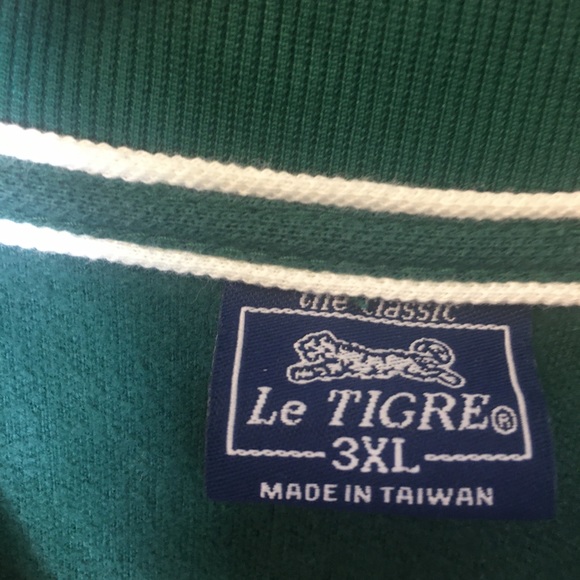 the classic
Le TIGRE®
3XL
MADE IN TAIWAN